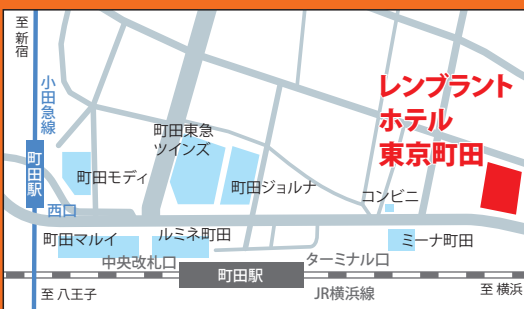 至新宿
小田急線
町田駅
西口
町田モディ
町田東急
ツインズ
町田ジョルナ
レンブラント
ホテル
東京町田
コンビニ
町田マルイ
ルミネ町田
ミーナ町田
中央改札口
町田駅
ターミナル口
至 八王子
JR横浜線
至 横浜